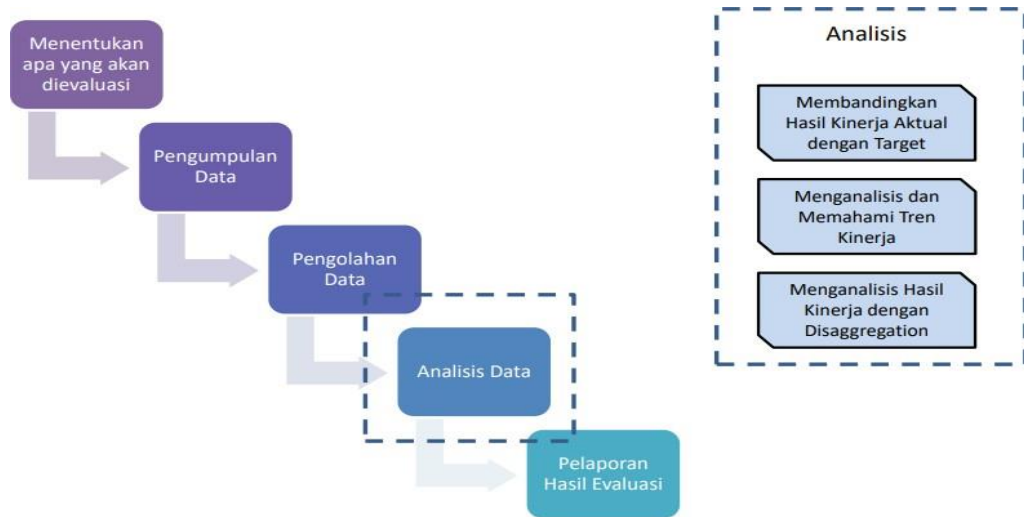 Menentukan
apa yang akan
dievaluasi
Pengumpulan
Data
Pengolahan
Data
Analisis Data
Pelaporan
Hasil Evaluasi
Analisis
Membandingkan
Hasil Kinerja Aktual
dengan Target
Menganalisis dan
Memahami Tren
Kinerja
Menganalisis Hasil
Kinerja dengan
Disaggregation